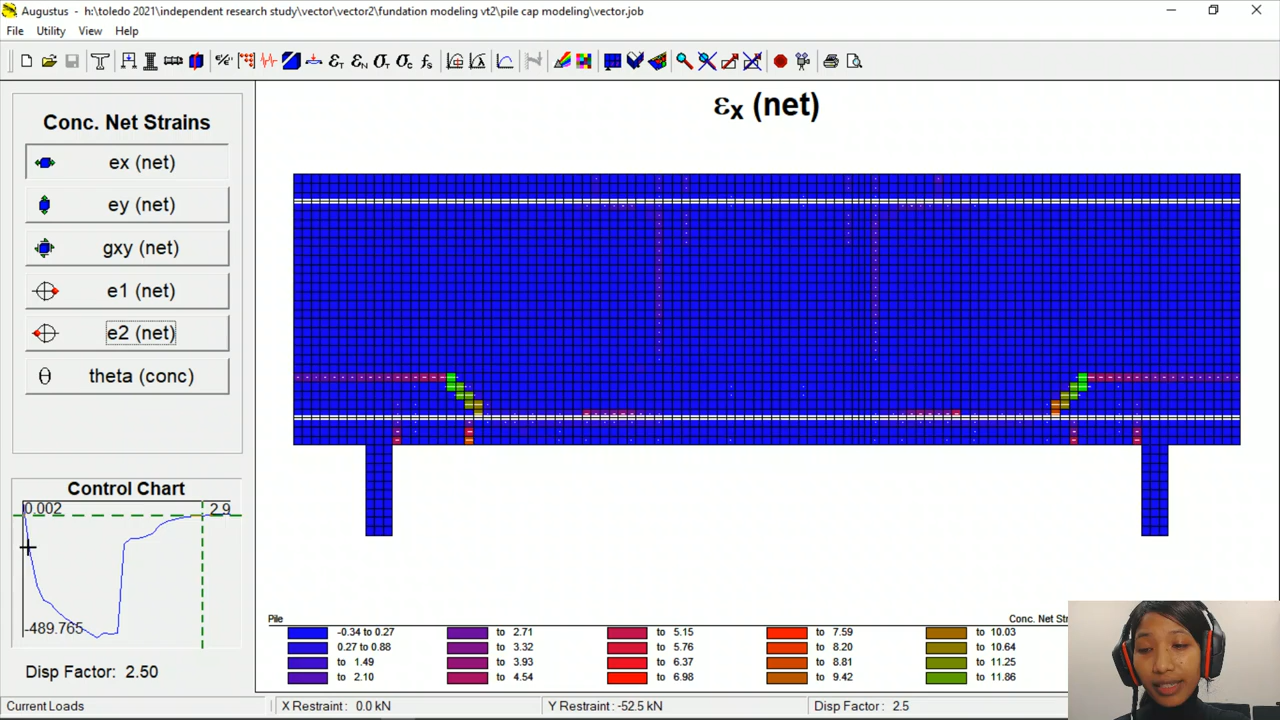 Augustus - h:\toledo 2021\independent research study\vector\vector2\fundation modeling vt2\pile cap modeling\vector.job
File Utility View Help
εT εN σT σC fS
Conc. Net Strains
ex (net)
ey (net)
gxy (net)
e1 (net)
e2 (net)
θ theta (conc)
εx (net)
Control Chart
0.002 2.9
-489.765
Disp Factor: 2.50
Pile Conc. Net Str
-0.34 to 0.27 to 2.71 to 5.15 to 7.59 to 10.03
0.27 to 0.88 to 3.32 to 5.76 to 8.20 to 10.64
to 1.49 to 3.93 to 6.37 to 8.81 to 11.25
to 2.10 to 4.54 to 6.98 to 9.42 to 11.86
Current Loads X Restraint: 0.0 kN Y Restraint: -52.5 kN Disp Factor: 2.5